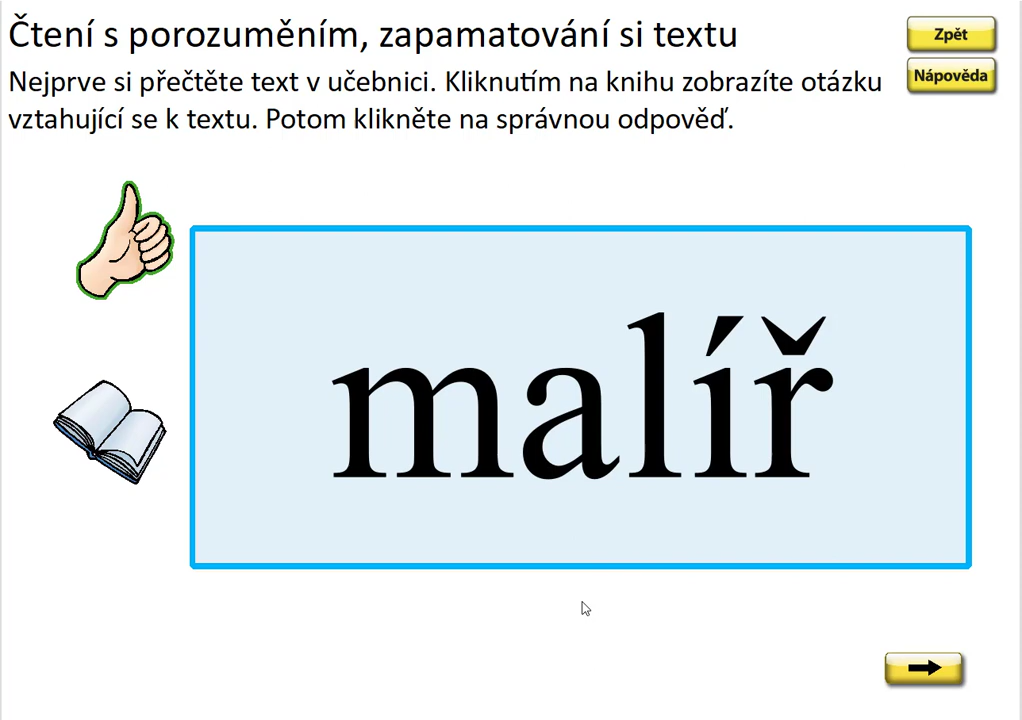 Čtení s porozuměním, zapamatování si textu
Zpět
Nápověda
Nejprve si přečtěte text v učebnici. Kliknutím na knihu zobrazíte otázku
vztahující se k textu. Potom klikněte na správnou odpověď.
malíř